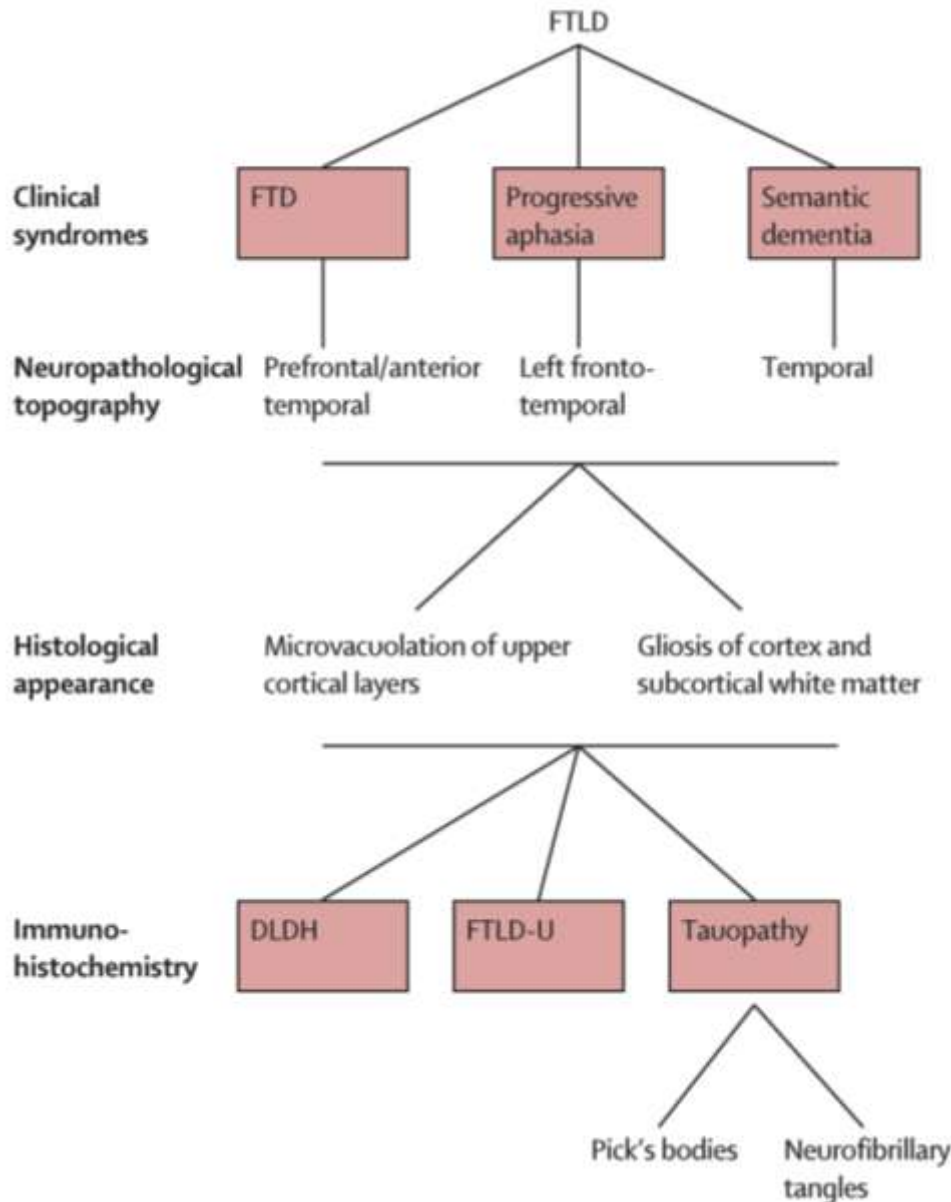 FTLD
Clinical
syndromes
FTD
Progressive
aphasia
Semantic
dementia
Neuropathological
topography
Prefrontal/anterior
temporal
Left fronto-
temporal
Temporal
Histological
appearance
Microvacuolation of upper
cortical layers
Gliosis of cortex and
subcortical white matter
Immuno-
histochemistry
DLDH
FTLD-U
Tauopathy
Pick's bodies
Neurofibrillary
tangles